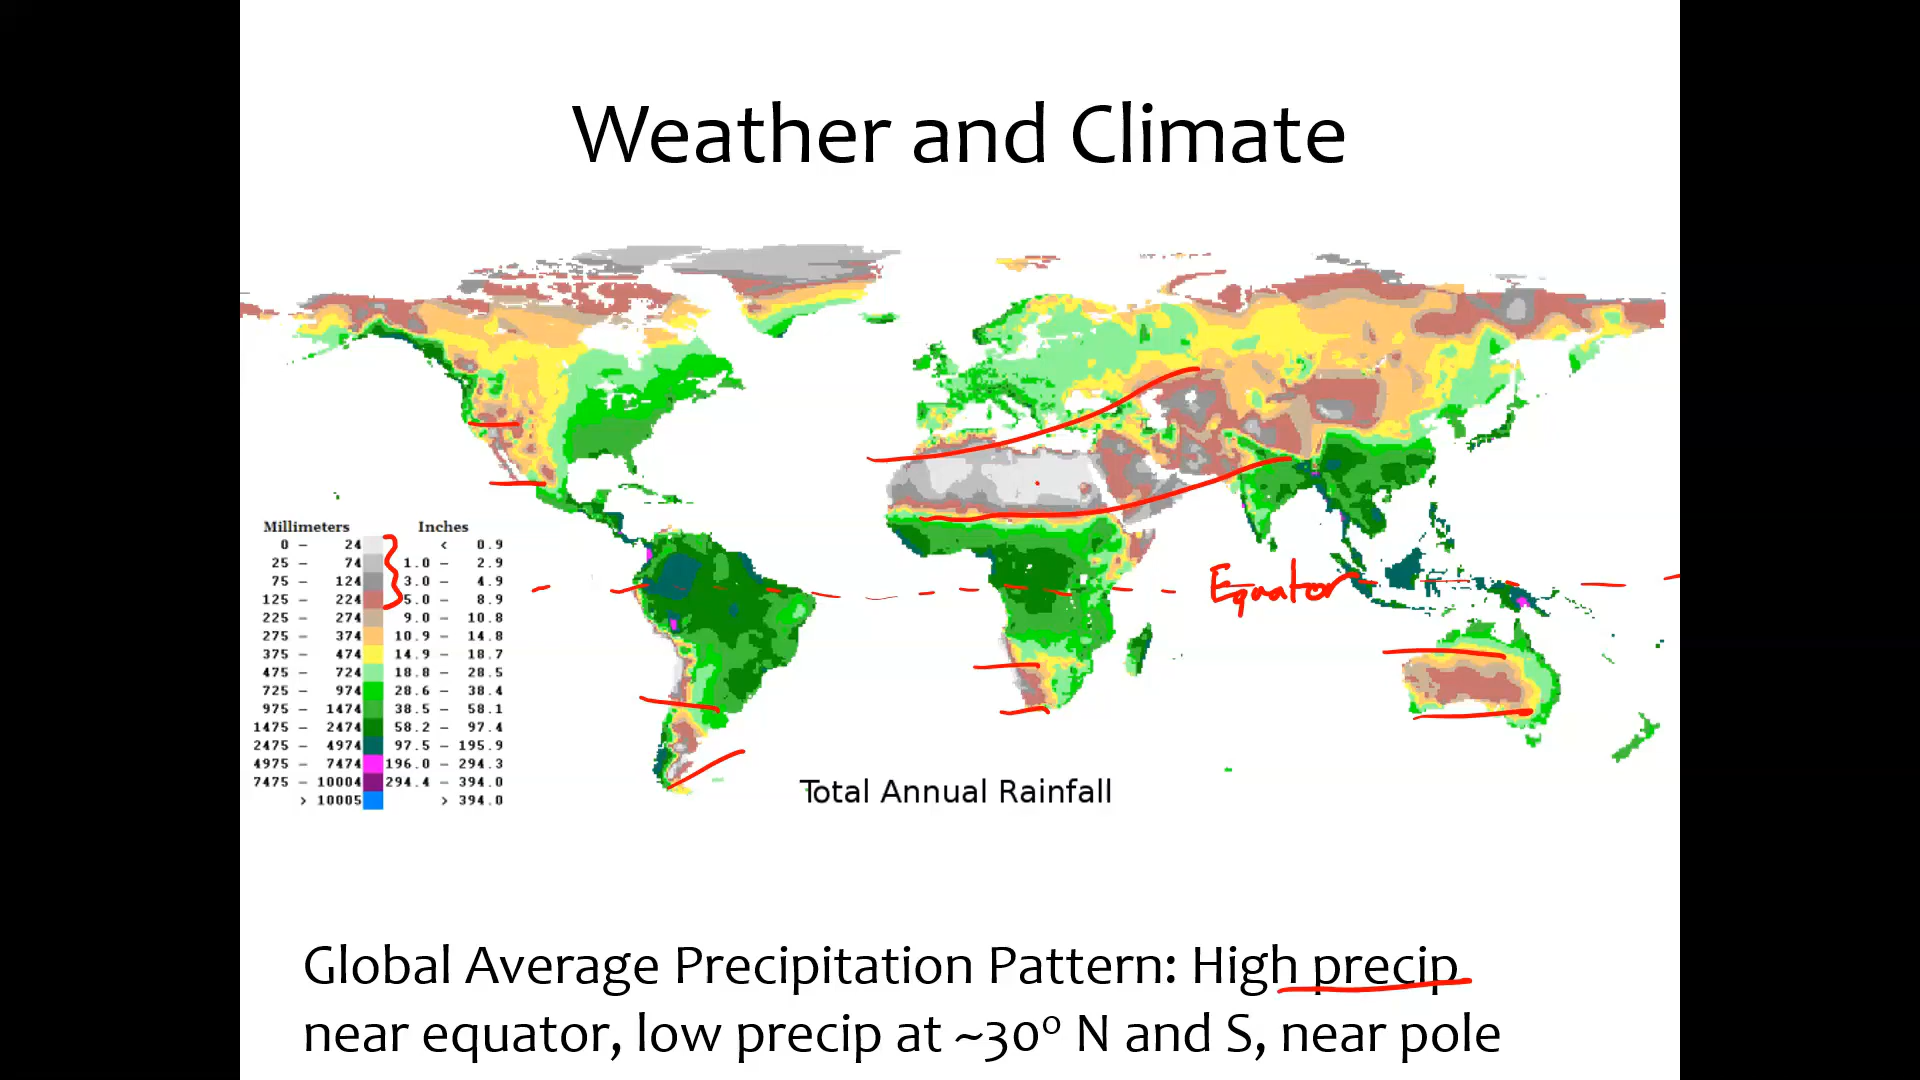 Weather and Climate
Millimeters Inches
0 - 24 < 0.9
25 - 74 1.0 - 2.9
75 - 124 3.0 - 4.9
125 - 224 5.0 - 8.9
225 - 274 9.0 - 10.8
275 - 374 10.9 - 14.8
375 - 474 14.9 - 18.7
475 - 724 18.8 - 28.5
725 - 974 28.6 - 38.4
975 - 1474 38.5 - 58.1
1475 - 2474 58.2 - 97.4
2475 - 4974 97.5 - 195.9
4975 - 7474 196.0 - 294.3
7475 - 10004 294.4 - 394.0
> 10005 > 394.0
Equator
Total Annual Rainfall
Global Average Precipitation Pattern: High precip
near equator, low precip at ~30⁰ N and S, near pole